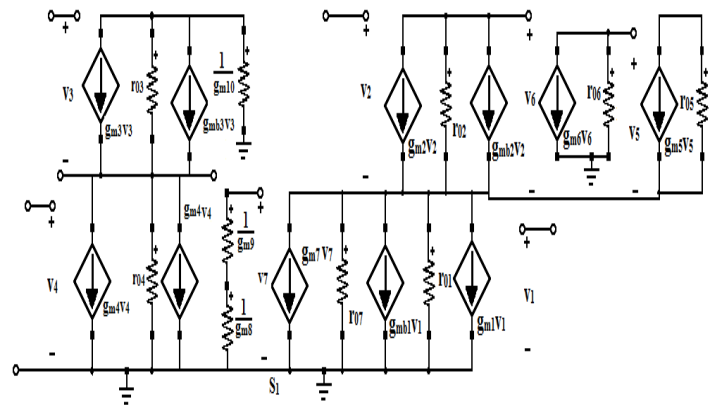 +
+
+
+
v3
r03
gm3v3
gmb3v3
1
gm10
+
v2
r02
gm2v2
gmb2v2
+
v6
r06
gm6v6
+
v5
r05
gm5v5
+
-
-
-
-
+
v4
gm4v4
r04
+
gm4v4
+
1
gm9
+
1
gm8
+
v7
gm7v7
r07
+
gmb1v1
r01
+
gm1v1
+
v1
-
-
-
S1